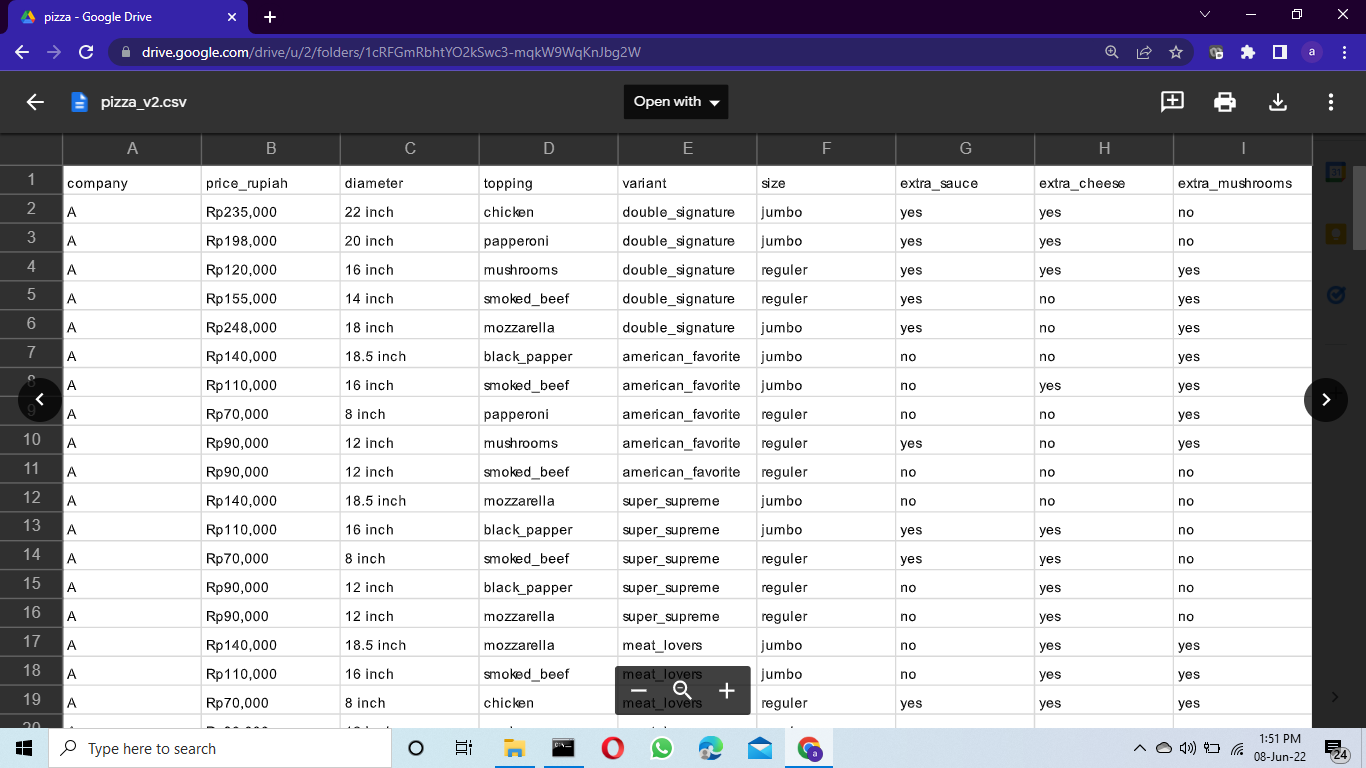 pizza - Google Drive
drive.google.com/drive/u/2/folders/1cRFGmRbhtYO2kSwc3-mqkW9WqKnJbg2W
a
pizza_v2.csv
Open with
A B C D E F G H I
1 company price_rupiah diameter topping variant size extra_sauce extra_cheese extra_mushrooms
2 A Rp235,000 22 inch chicken double_signature jumbo yes yes no
3 A Rp198,000 20 inch papperoni double_signature jumbo yes yes no
4 A Rp120,000 16 inch mushrooms double_signature reguler yes yes yes
5 A Rp155,000 14 inch smoked_beef double_signature reguler yes no yes
6 A Rp248,000 18 inch mozzarella double_signature jumbo yes no yes
7 A Rp140,000 18.5 inch black_papper american_favorite jumbo no no yes
8 A Rp110,000 16 inch smoked_beef american_favorite jumbo no yes yes
9 A Rp70,000 8 inch papperoni american_favorite reguler no no yes
10 A Rp90,000 12 inch mushrooms american_favorite reguler yes no yes
11 A Rp90,000 12 inch smoked_beef american_favorite reguler no no no
12 A Rp140,000 18.5 inch mozzarella super_supreme jumbo no no no
13 A Rp110,000 16 inch black_papper super_supreme jumbo yes yes no
14 A Rp70,000 8 inch smoked_beef super_supreme reguler yes yes no
15 A Rp90,000 12 inch black_papper super_supreme reguler no yes no
16 A Rp90,000 12 inch mozzarella super_supreme reguler no yes no
17 A Rp140,000 18.5 inch mozzarella meat_lovers jumbo no yes yes
18 A Rp110,000 16 inch smoked_beef meat_lovers jumbo no yes yes
19 A Rp70,000 8 inch chicken meat_lovers reguler yes yes yes
Type here to search
1:51 PM
08-Jun-22
24